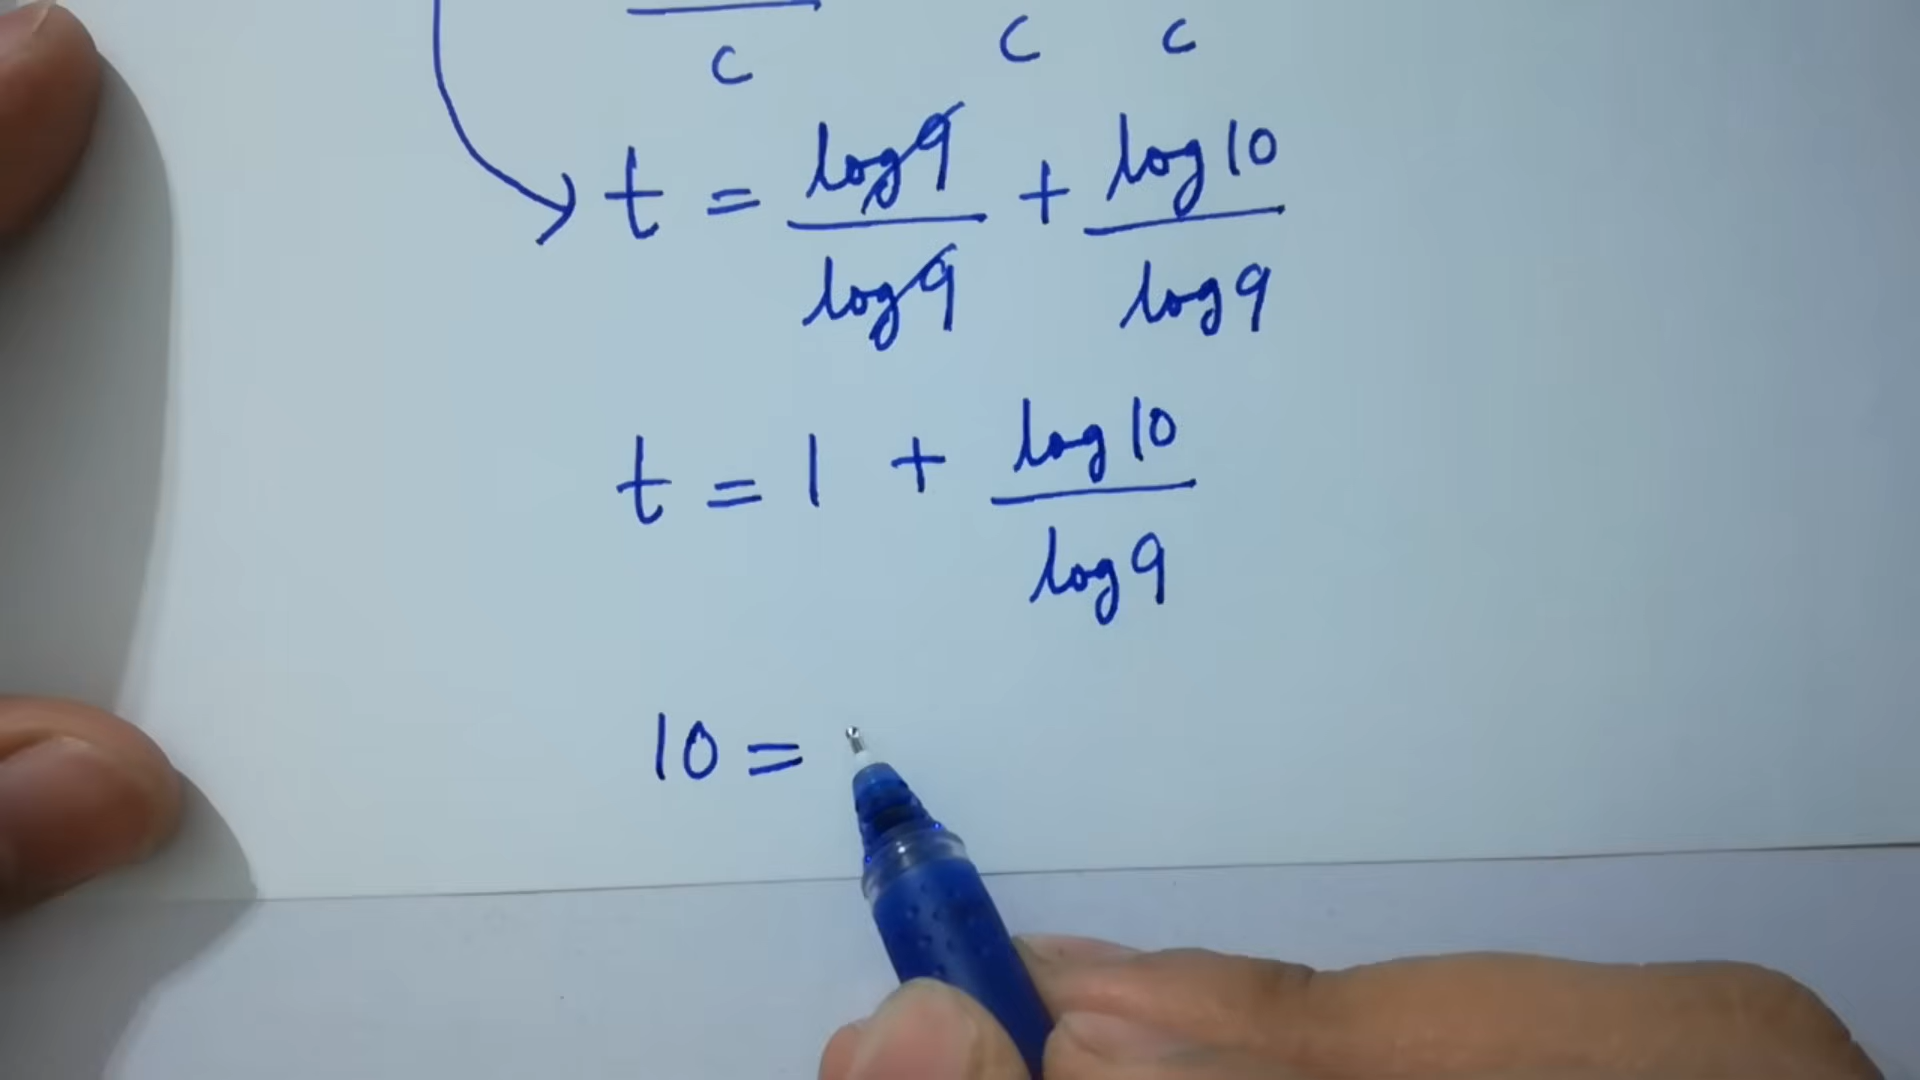 c c c
t = log9/log9 + log10/log9
t = 1 + log10/log9
10 =